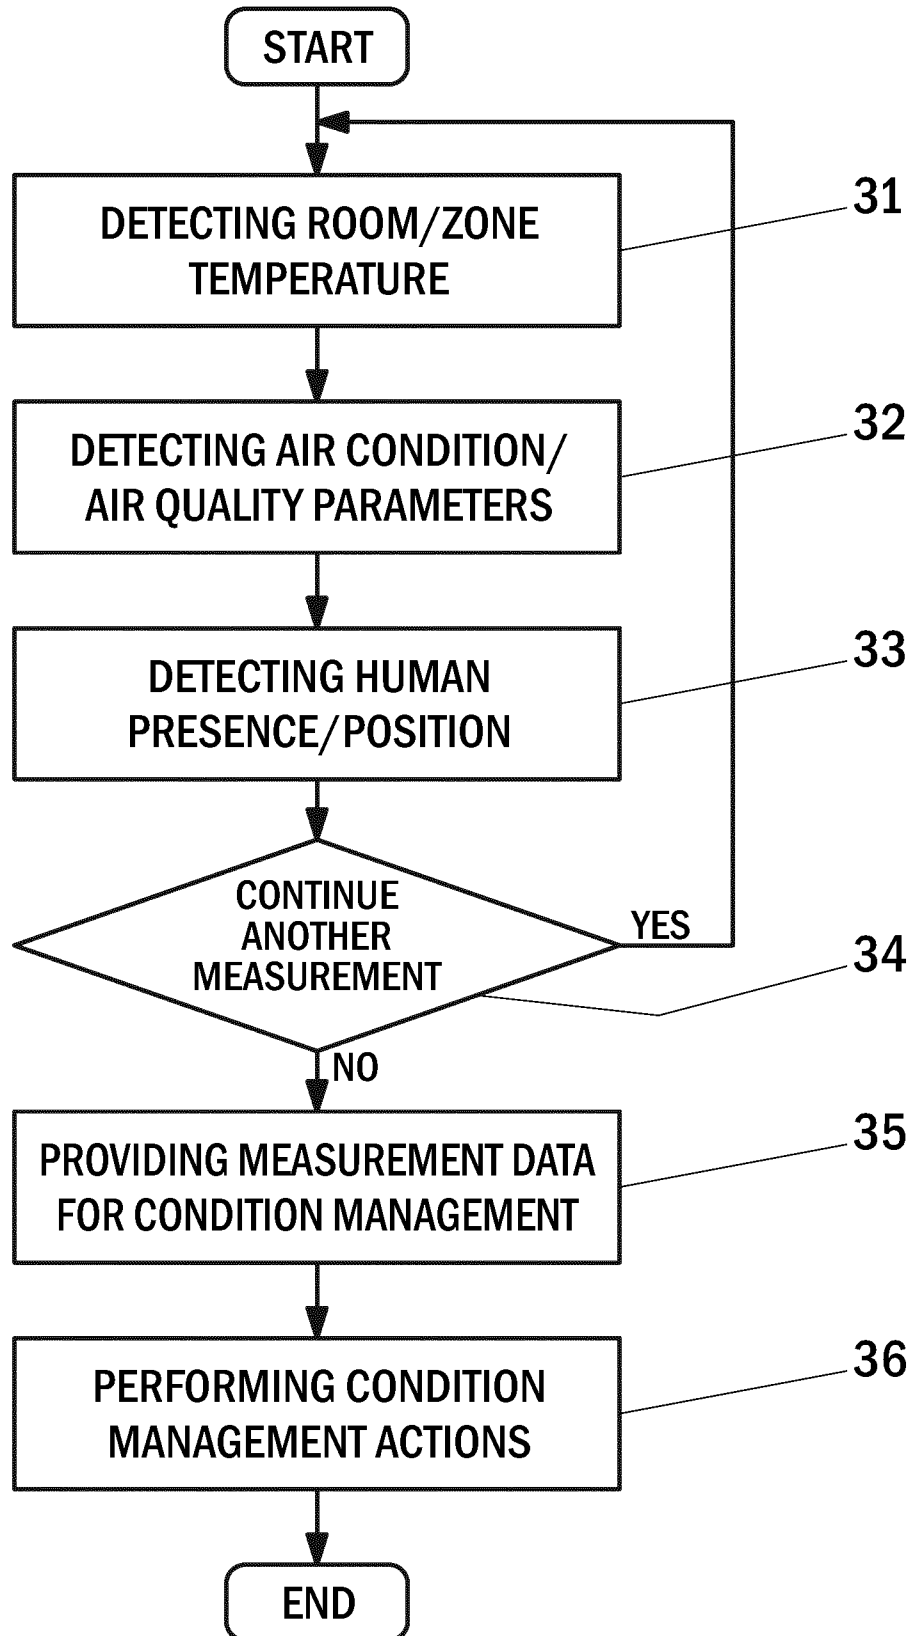 START
DETECTING ROOM/ZONE
TEMPERATURE
31
DETECTING AIR CONDITION/
AIR QUALITY PARAMETERS
32
DETECTING HUMAN
PRESENCE/POSITION
33
CONTINUE
ANOTHER
MEASUREMENT
YES
34
NO
PROVIDING MEASUREMENT DATA
FOR CONDITION MANAGEMENT
35
PERFORMING CONDITION
MANAGEMENT ACTIONS
36
END